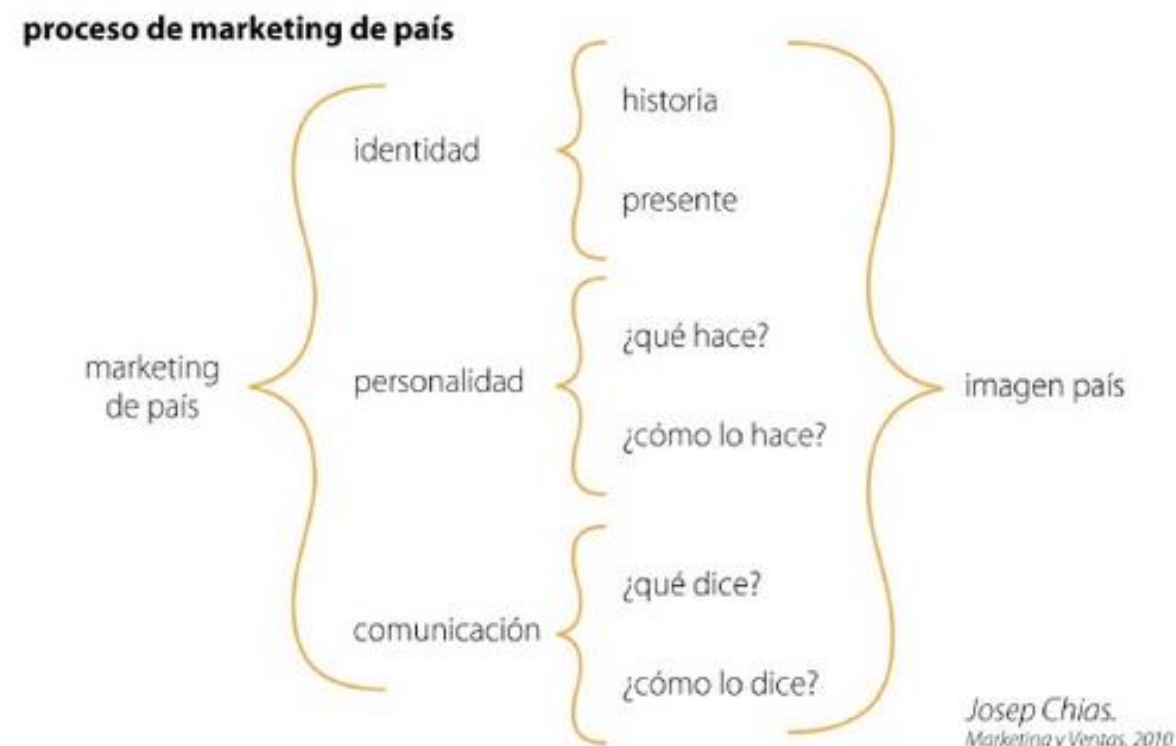 proceso de marketing de país
marketing
de país
identidad
historia
presente
personalidad
¿qué hace?
¿cómo lo hace?
comunicación
¿qué dice?
¿cómo lo dice?
imagen país
Josep Chias.
Marketing y Ventas. 2010